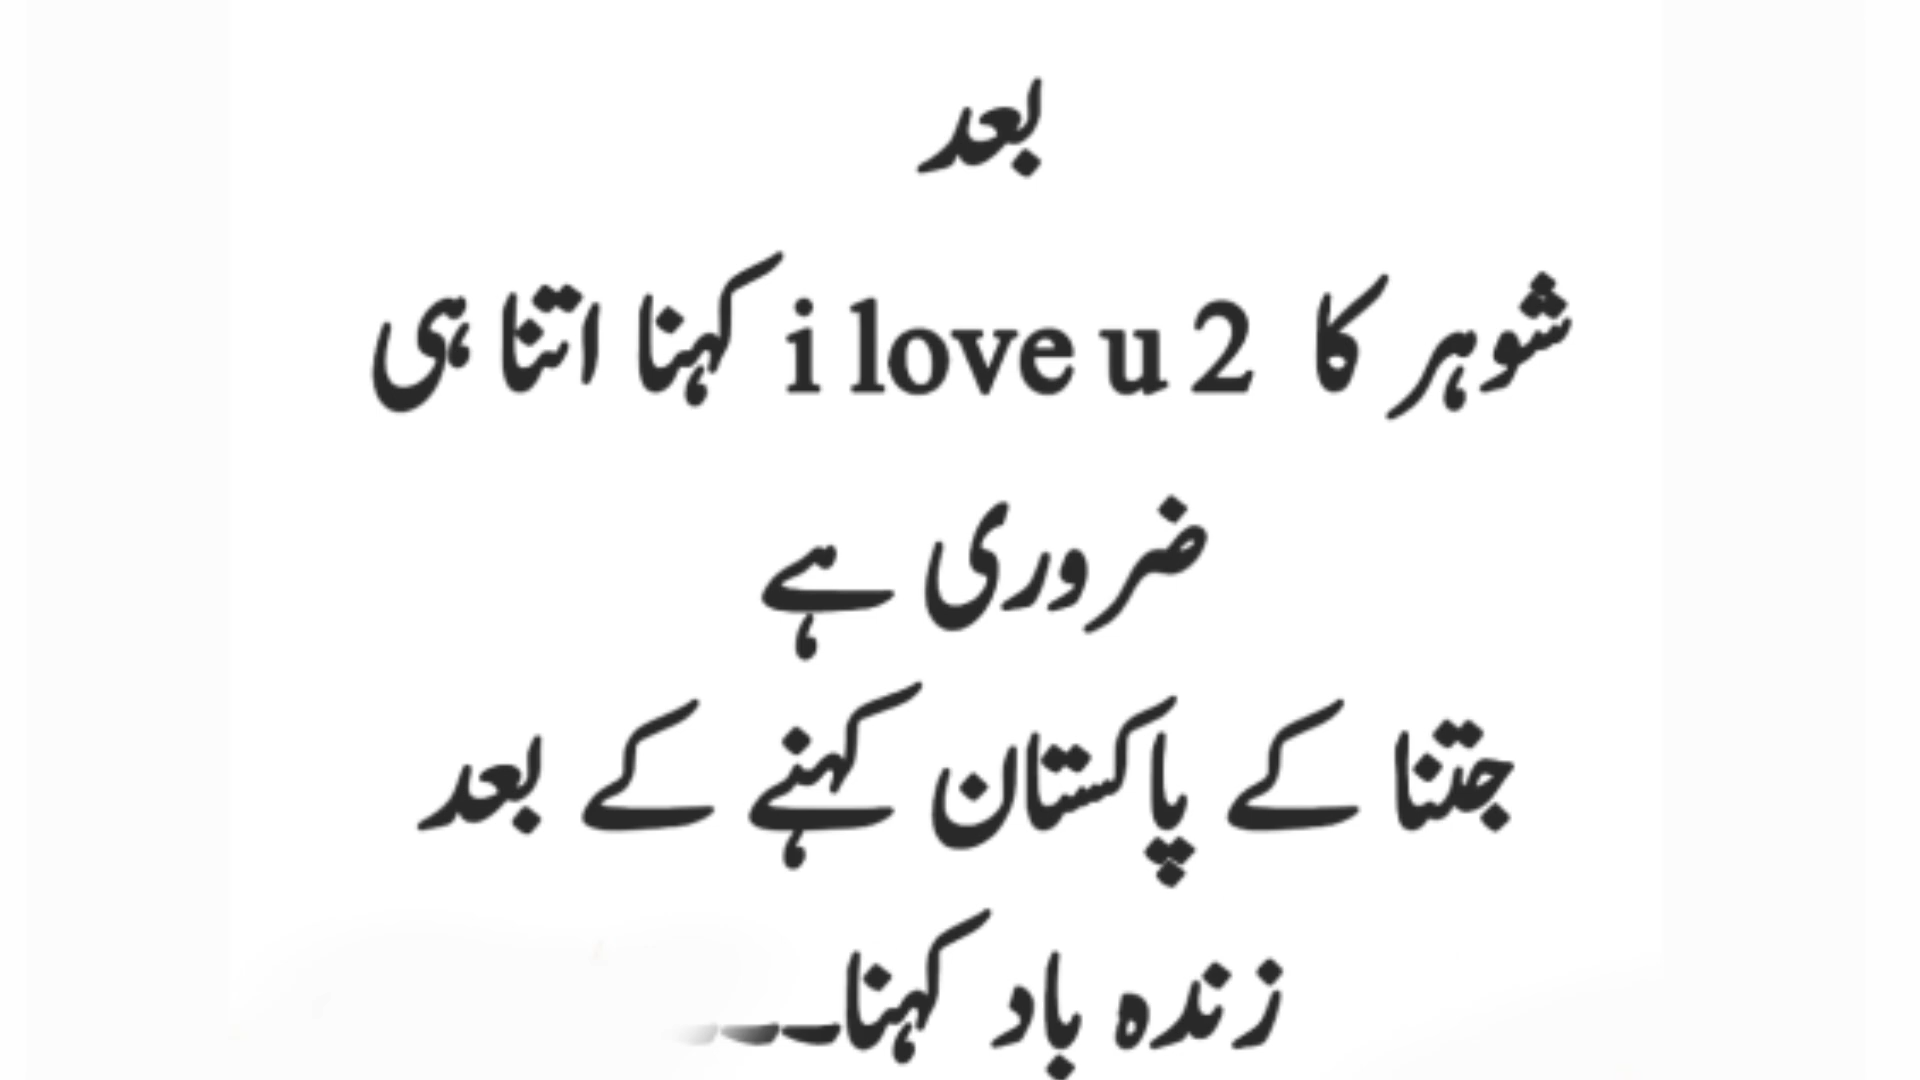 بعد
شوہر کا i love u 2 کہنا اتنا ہی
ضروری ہے
جتنا کے پاکستان کہنے کے بعد
زندہ باد کہنا۔۔۔